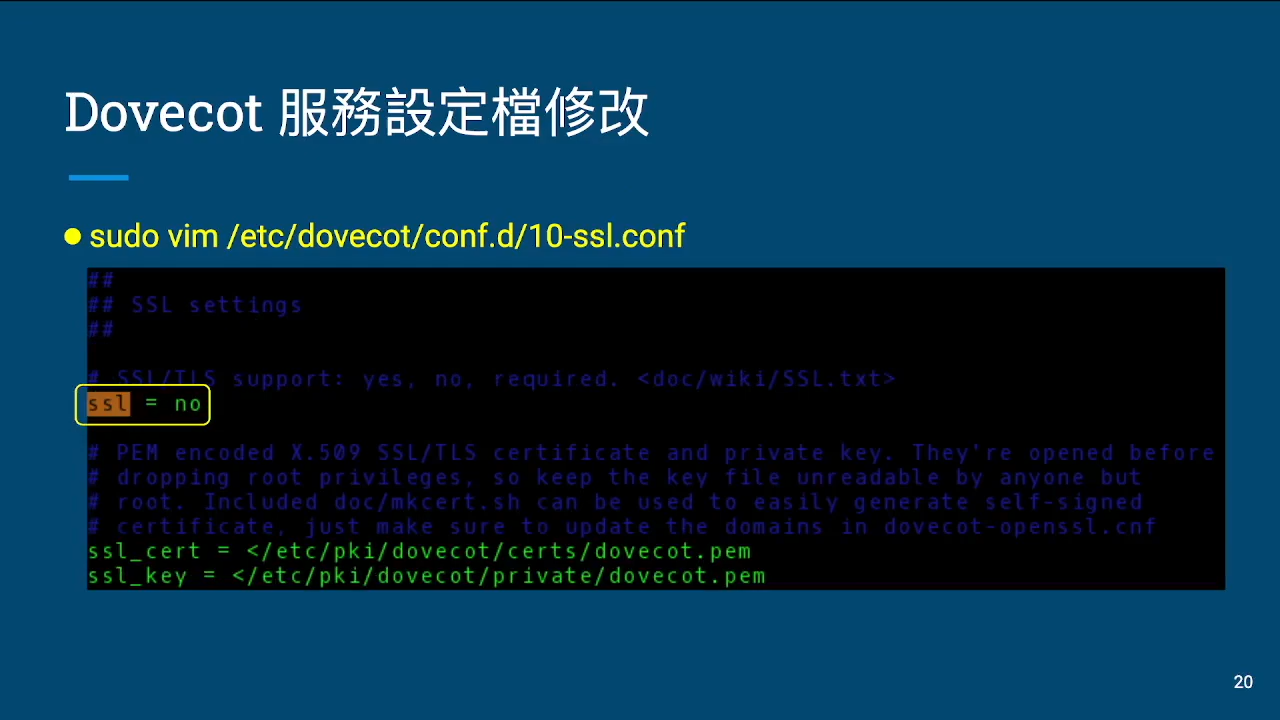 Dovecot 服務設定檔修改
● sudo vim /etc/dovecot/conf.d/10-ssl.conf
##
## SSL settings
##
# SSL/TLS support: yes, no, required. <doc/wiki/SSL.txt>
ssl = no
# PEM encoded X.509 SSL/TLS certificate and private key. They're opened before
# dropping root privileges, so keep the key file unreadable by anyone but
# root. Included doc/mkcert.sh can be used to easily generate self-signed
# certificate, just make sure to update the domains in dovecot-openssl.cnf
ssl_cert = </etc/pki/dovecot/certs/dovecot.pem
ssl_key = </etc/pki/dovecot/private/dovecot.pem
20